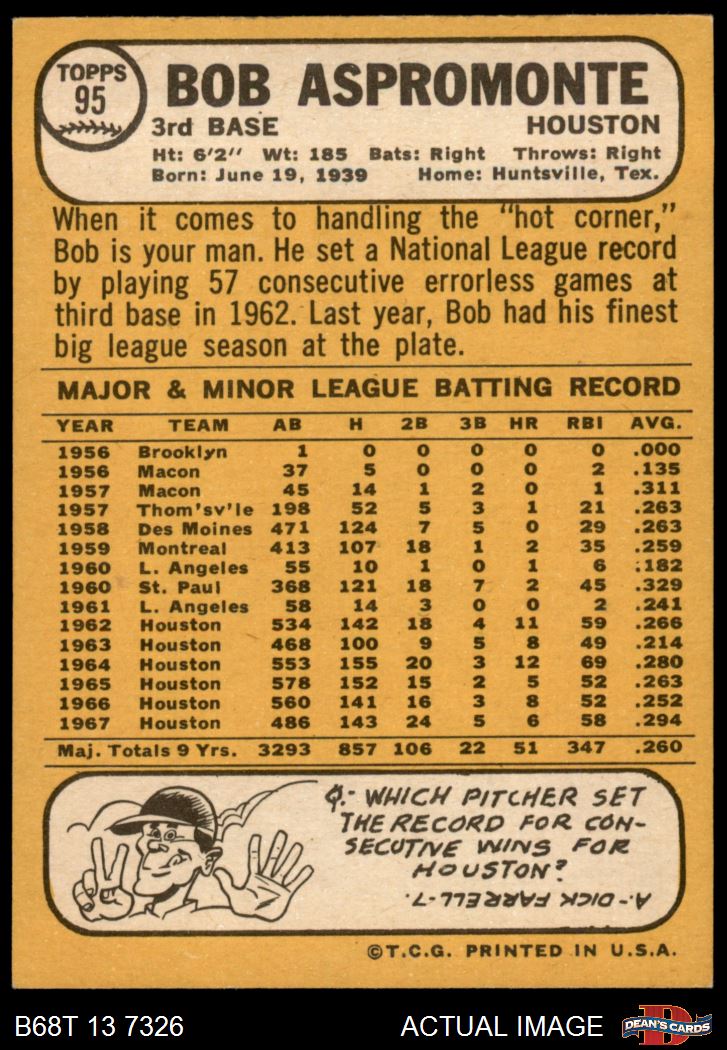 TOPPS
95
BOB ASPROMONTE
3rd BASE HOUSTON
Ht: 6'2" Wt: 185 Bats: Right Throws: Right
Born: June 19, 1939 Home: Huntsville, Tex.
When it comes to handling the "hot corner,"
Bob is your man. He set a National League record
by playing 57 consecutive errorless games at
third base in 1962. Last year, Bob had his finest
big league season at the plate.
MAJOR & MINOR LEAGUE BATTING RECORD
YEAR TEAM AB H 2B 3B HR RBI AVG.
1956 Brooklyn 1 0 0 0 0 0 .000
1956 Macon 37 5 0 0 0 2 .135
1957 Macon 45 14 1 2 0 1 .311
1957 Thom'sv'le 198 52 5 3 1 21 .263
1958 Des Moines 471 124 7 5 0 29 .263
1959 Montreal 413 107 18 1 2 35 .259
1960 L. Angeles 55 10 1 0 1 6 .182
1960 St. Paul 368 121 18 7 2 45 .329
1961 L. Angeles 58 14 3 0 0 2 .241
1962 Houston 534 142 18 4 11 59 .266
1963 Houston 468 100 9 5 8 49 .214
1964 Houston 553 155 20 3 12 69 .280
1965 Houston 578 152 15 2 5 52 .263
1966 Houston 560 141 16 3 8 52 .252
1967 Houston 486 143 24 5 6 58 .294
Maj. Totals 9 Yrs. 3293 857 106 22 51 347 .260
Q.- WHICH PITCHER SET
THE RECORD FOR CON-
SECUTIVE WINS FOR
HOUSTON?
A.- DICK FARRELL-7.
©T.C.G. PRINTED IN U.S.A.
B68T 13 7326 ACTUAL IMAGE
D
DEAN'S CARDS